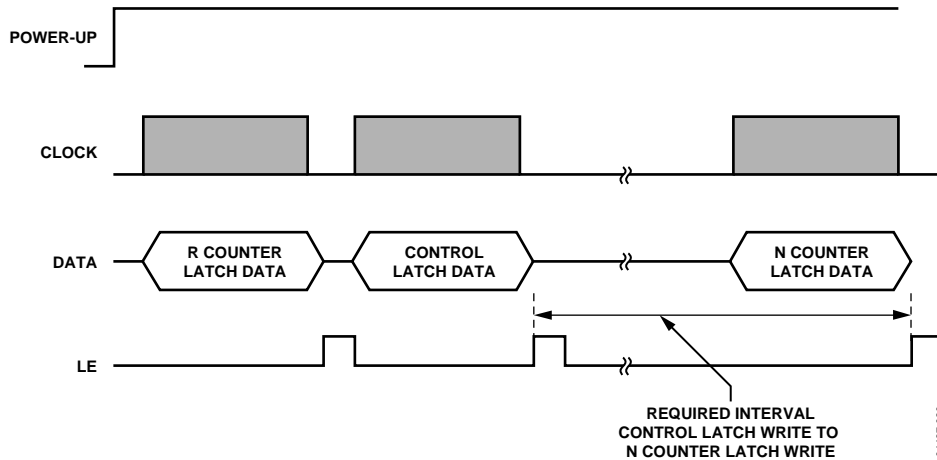 POWER-UP
CLOCK
DATA
R COUNTER
LATCH DATA
CONTROL
LATCH DATA
N COUNTER
LATCH DATA
LE
REQUIRED INTERVAL
CONTROL LATCH WRITE TO
N COUNTER LATCH WRITE